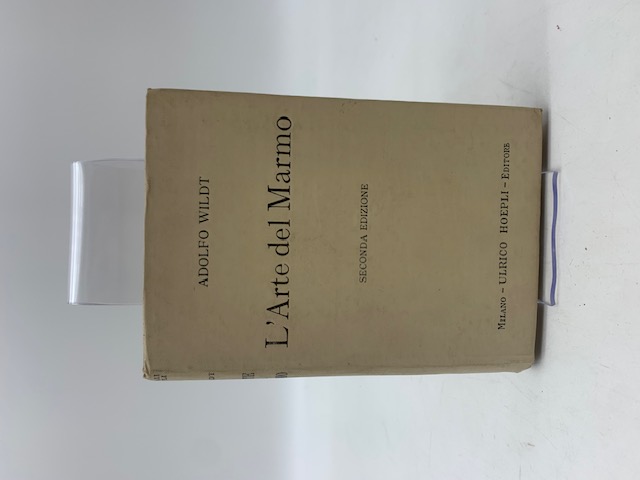 ADOLFO WILDT
L'Arte del Marmo
SECONDA EDIZIONE
MILANO – ULRICO HOEPLI – EDITORE